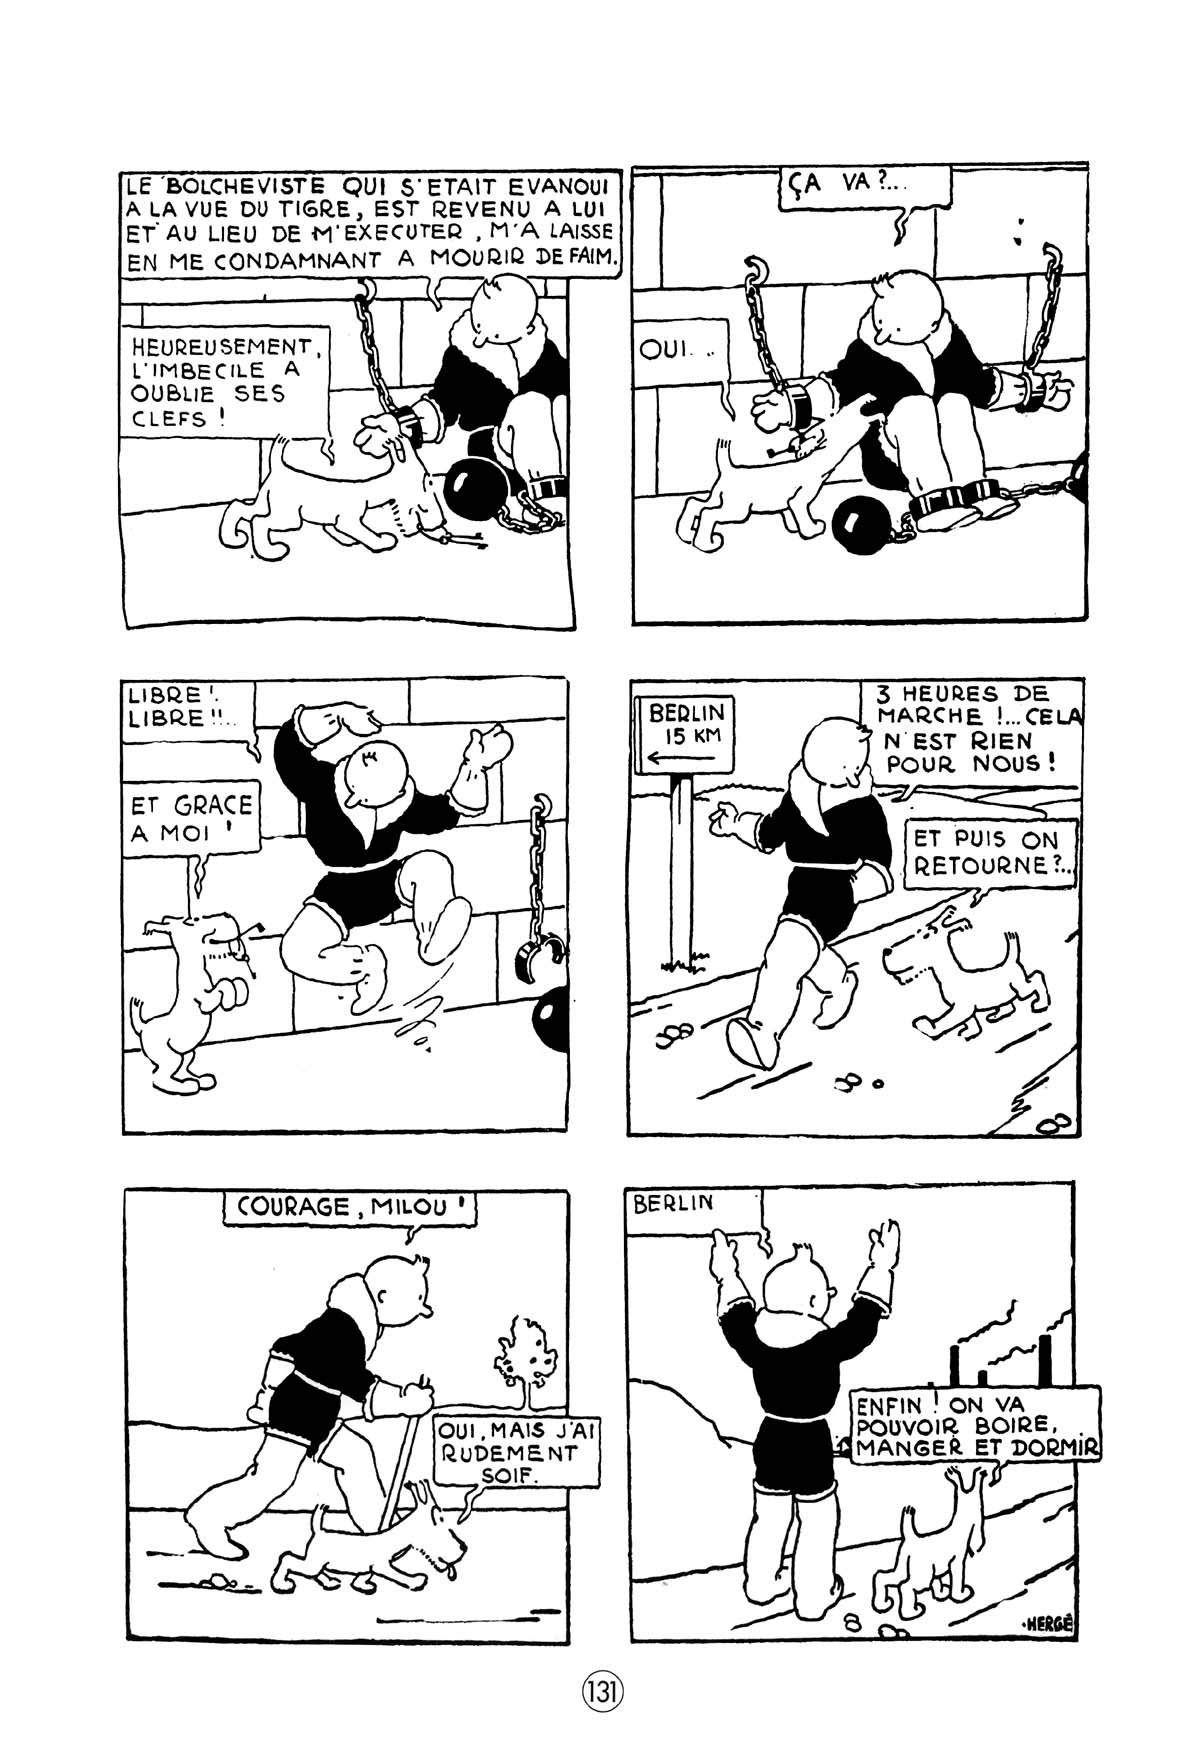 LE BOLCHEVISTE QUI S'ETAIT EVANOUI
A LA VUE DU TIGRE, EST REVENU A LUI
ET AU LIEU DE M'EXECUTER, M'A LAISSE
EN ME CONDAMNANT A MOURIR DE FAIM.
HEUREUSEMENT,
L'IMBECILE A
OUBLIE SES
CLEFS !
ÇA VA ?...
OUI...
LIBRE !.
LIBRE !!...
ET GRACE
A MOI !
BERLIN
15 KM
3 HEURES DE
MARCHE !... CELA
N'EST RIEN
POUR NOUS !
ET PUIS ON
RETOURNE ?...
COURAGE, MILOU !
OUI, MAIS J'AI
RUDEMENT
SOIF.
BERLIN
ENFIN ! ON VA
POUVOIR BOIRE,
MANGER ET DORMIR
HERGÉ
131